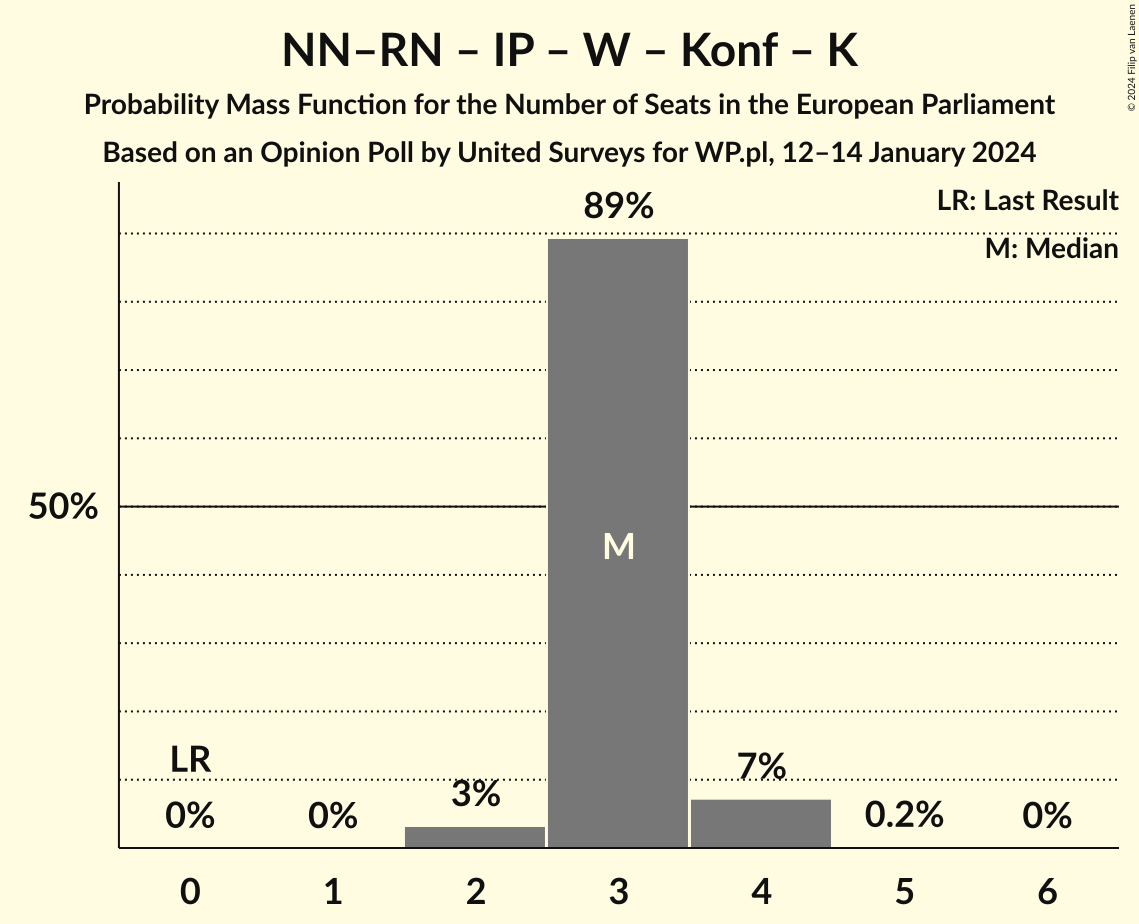 NN–RN – IP – W – Konf – K
Probability Mass Function for the Number of Seats in the European Parliament
Based on an Opinion Poll by United Surveys for WP.pl, 12–14 January 2024
© 2024 Filip van Laenen
LR: Last Result
M: Median
89%
50%
M
LR
0%
0%
3%
7%
0.2%
0%
0
1
2
3
4
5
6